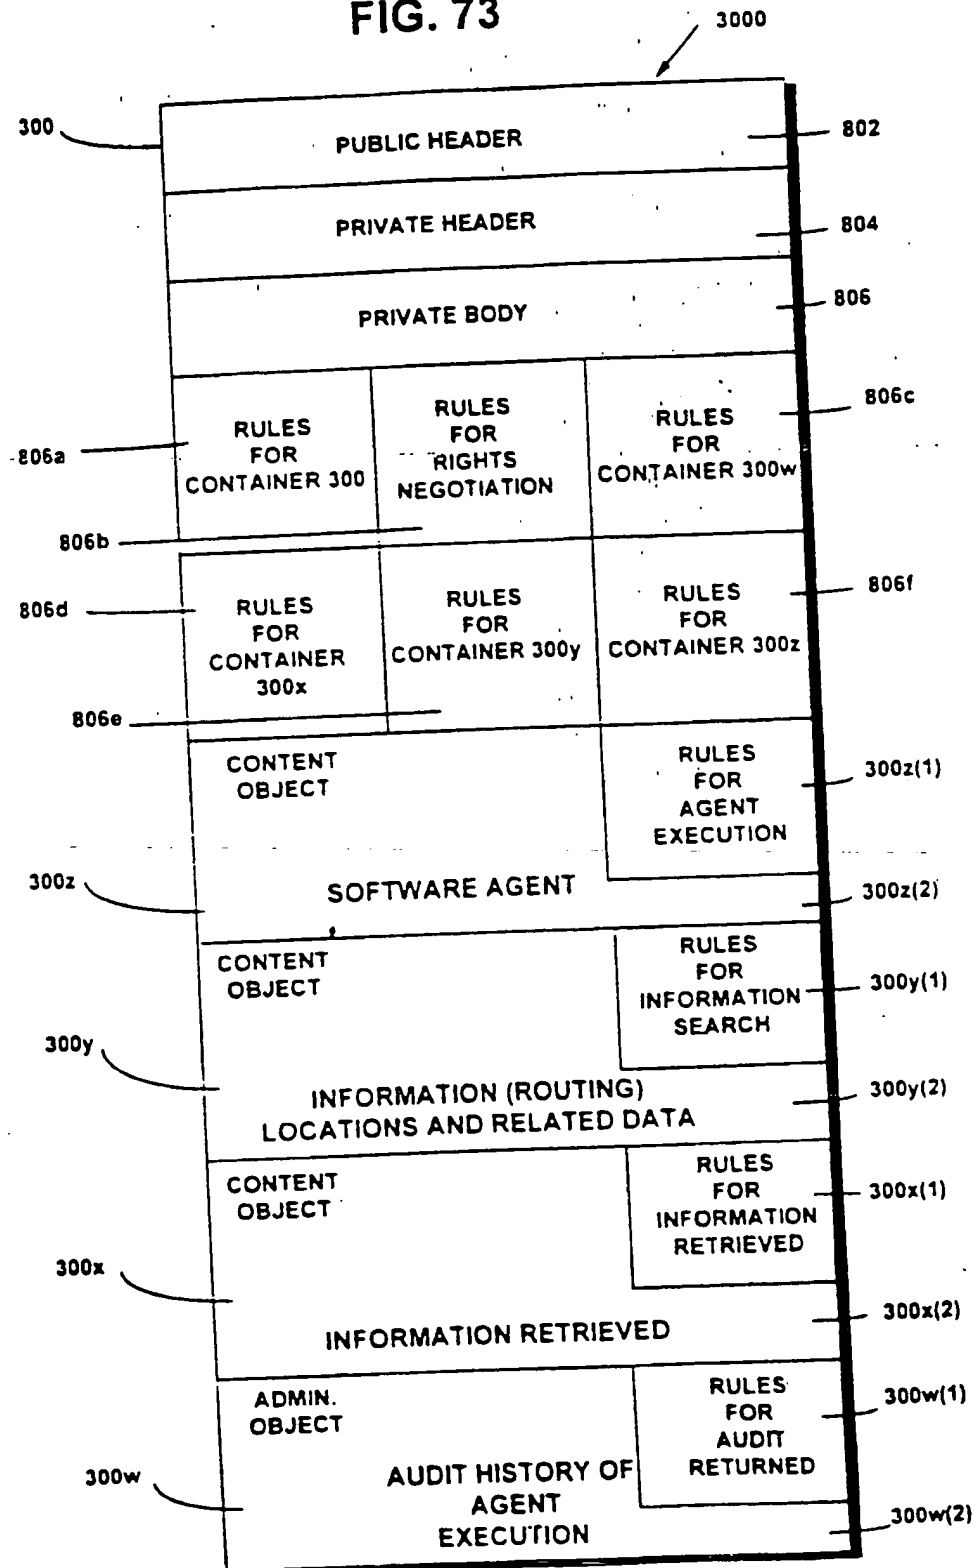 FIG. 73
3000
300
PUBLIC HEADER
802
PRIVATE HEADER
804
PRIVATE BODY
806
806a
RULES
FOR
CONTAINER 300
806b
RULES
FOR
RIGHTS
NEGOTIATION
RULES
FOR
CONTAINER 300w
806c
806d
RULES
FOR
CONTAINER
300x
806e
RULES
FOR
CONTAINER 300y
RULES
FOR
CONTAINER 300z
806f
CONTENT
OBJECT
RULES
FOR
AGENT
EXECUTION
300z(1)
300z
SOFTWARE AGENT
300z(2)
CONTENT
OBJECT
RULES
FOR
INFORMATION
SEARCH
300y(1)
300y
INFORMATION (ROUTING)
LOCATIONS AND RELATED DATA
300y(2)
CONTENT
OBJECT
RULES
FOR
INFORMATION
RETRIEVED
300x(1)
300x
INFORMATION RETRIEVED
300x(2)
ADMIN.
OBJECT
RULES
FOR
AUDIT
RETURNED
300w(1)
300w
AUDIT HISTORY OF
AGENT
EXECUTION
300w(2)